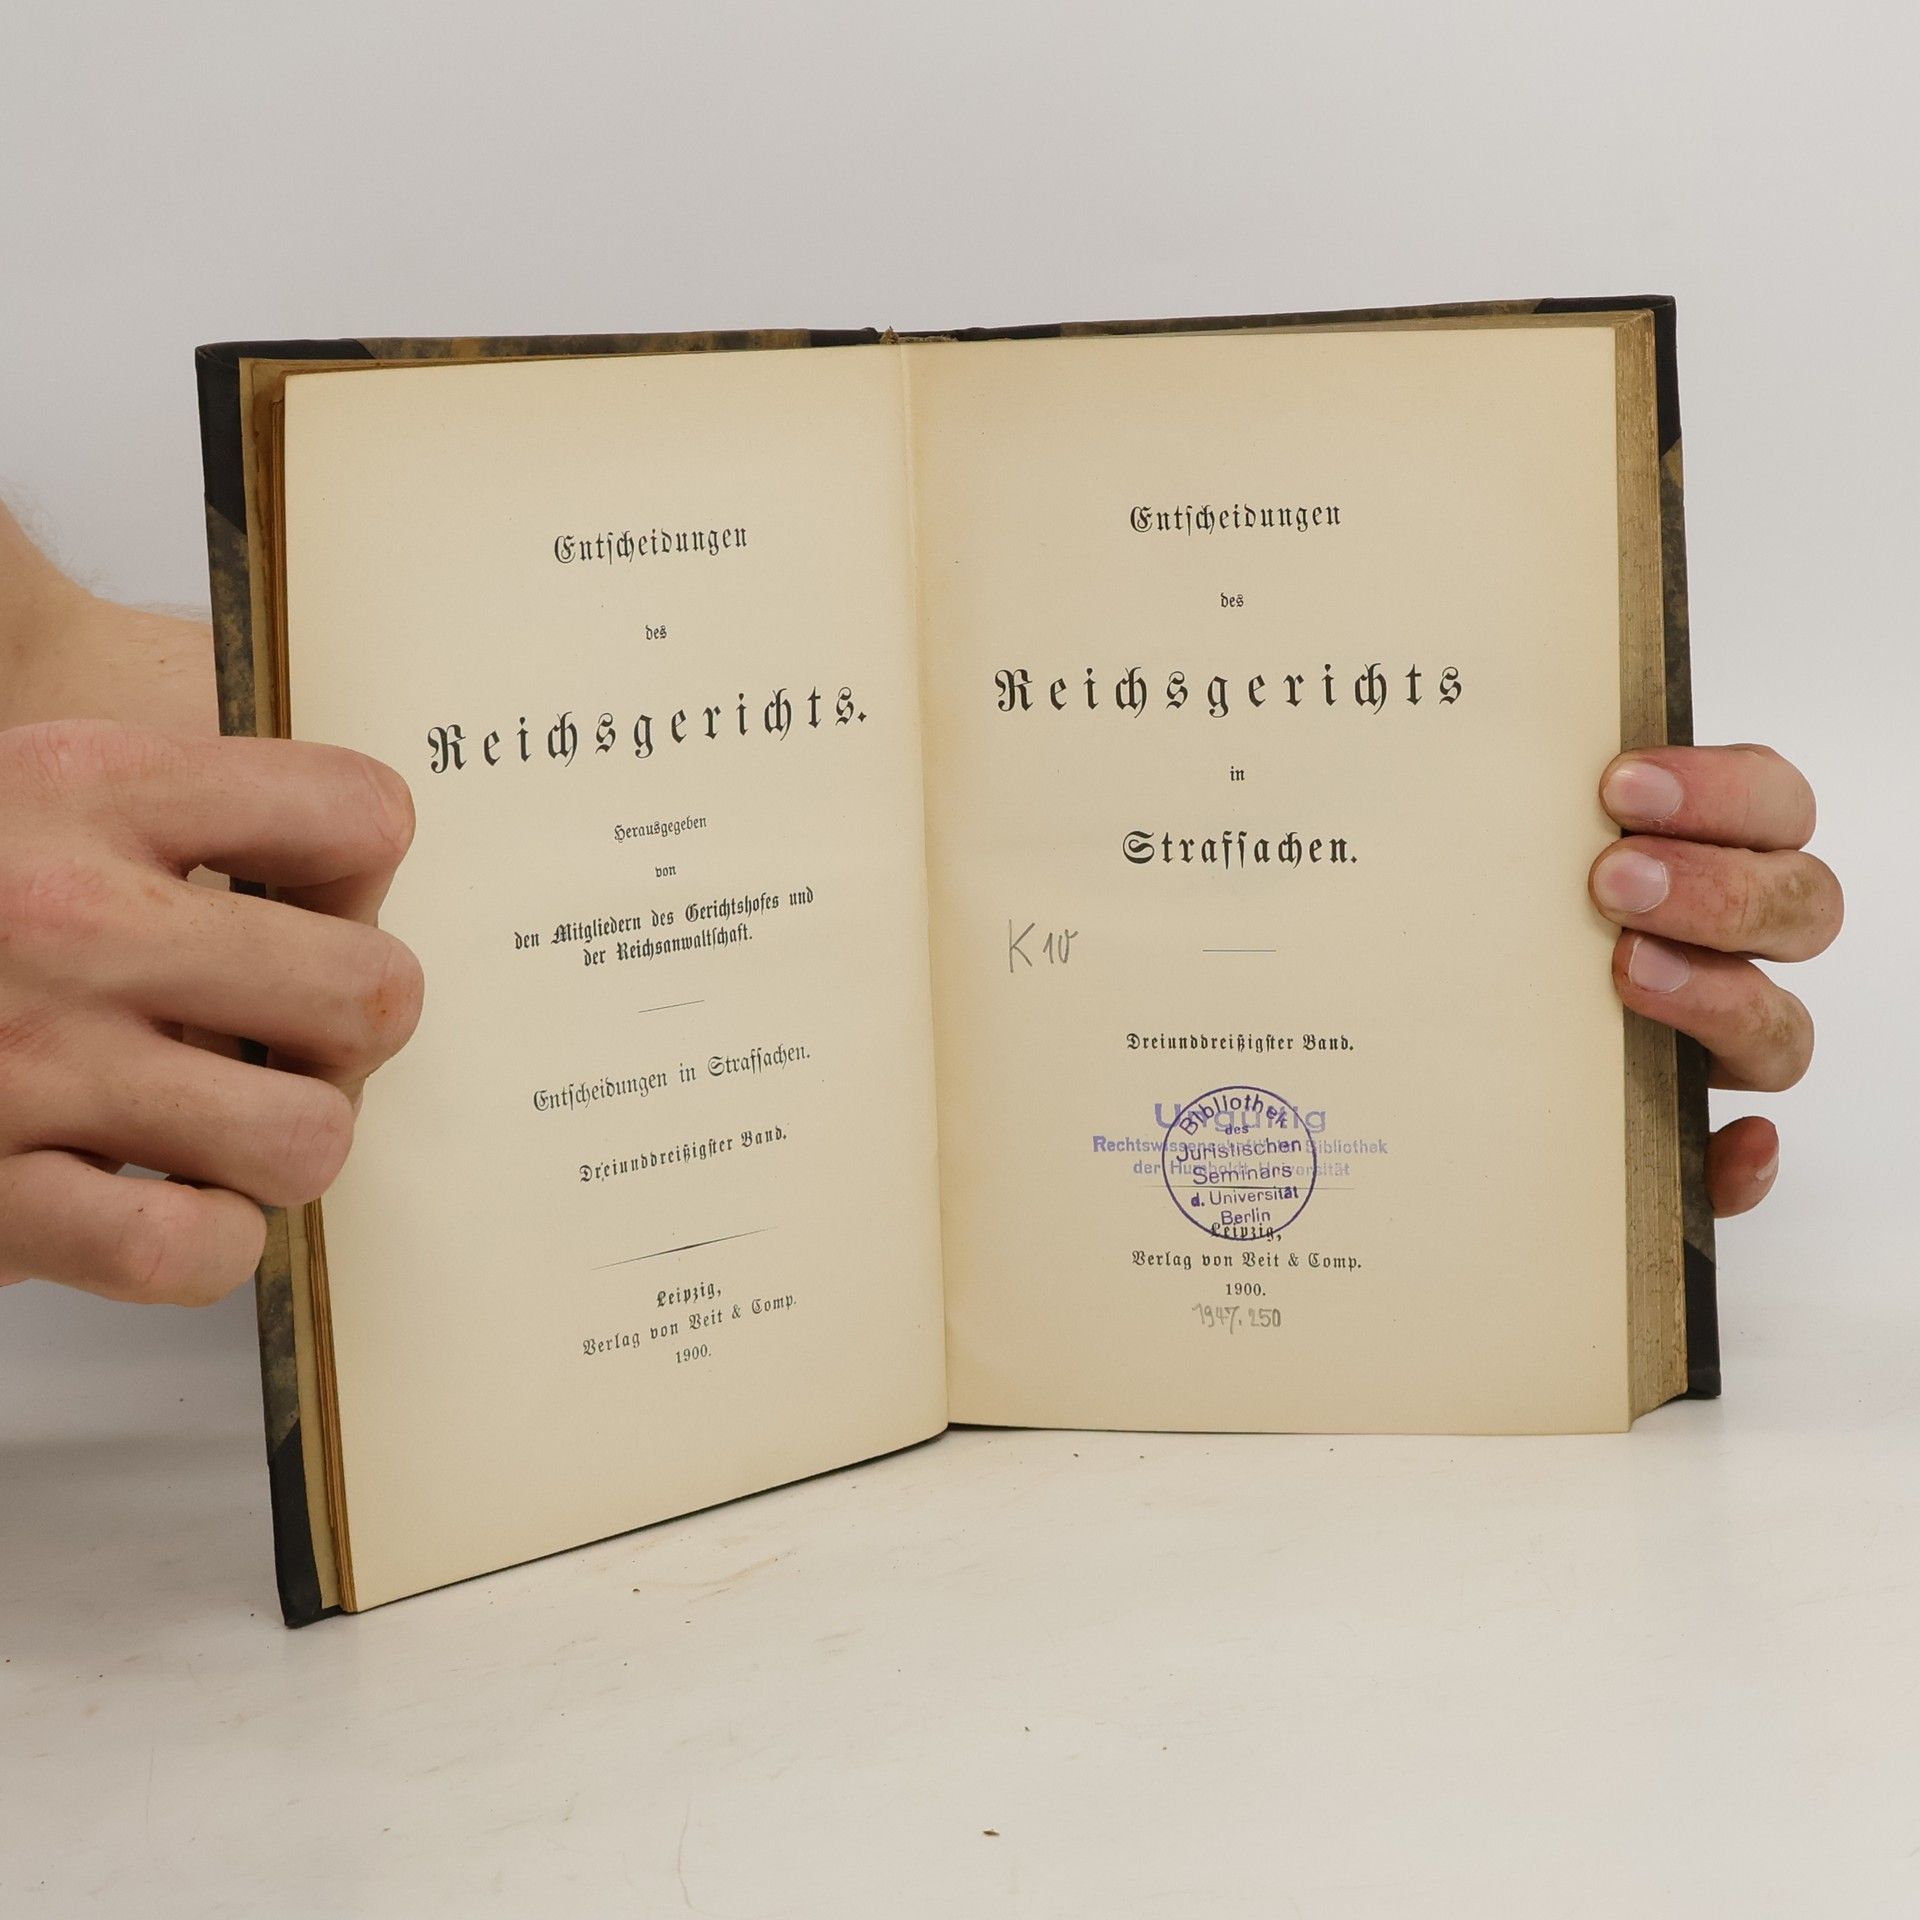 Entscheidungen
des
Reichsgerichts.
Herausgegeben
von
den Mitgliedern des Gerichtshofes und
der Reichsanwaltschaft.
Entscheidungen in Strafsachen.
Dreiunddreißigster Band.
Leipzig,
Verlag von Veit & Comp.
1900.
Entscheidungen
des
Reichsgerichts
in
Strafsachen.
K 10
Dreiunddreißigster Band.
Ungültig
Rechtswissenschaftliche Bibliothek
der Humboldt-Universität
Bibliothek
des
Juristischen
Seminars
d. Universität
Berlin
Leipzig,
Verlag von Veit & Comp.
1900.
1947.250